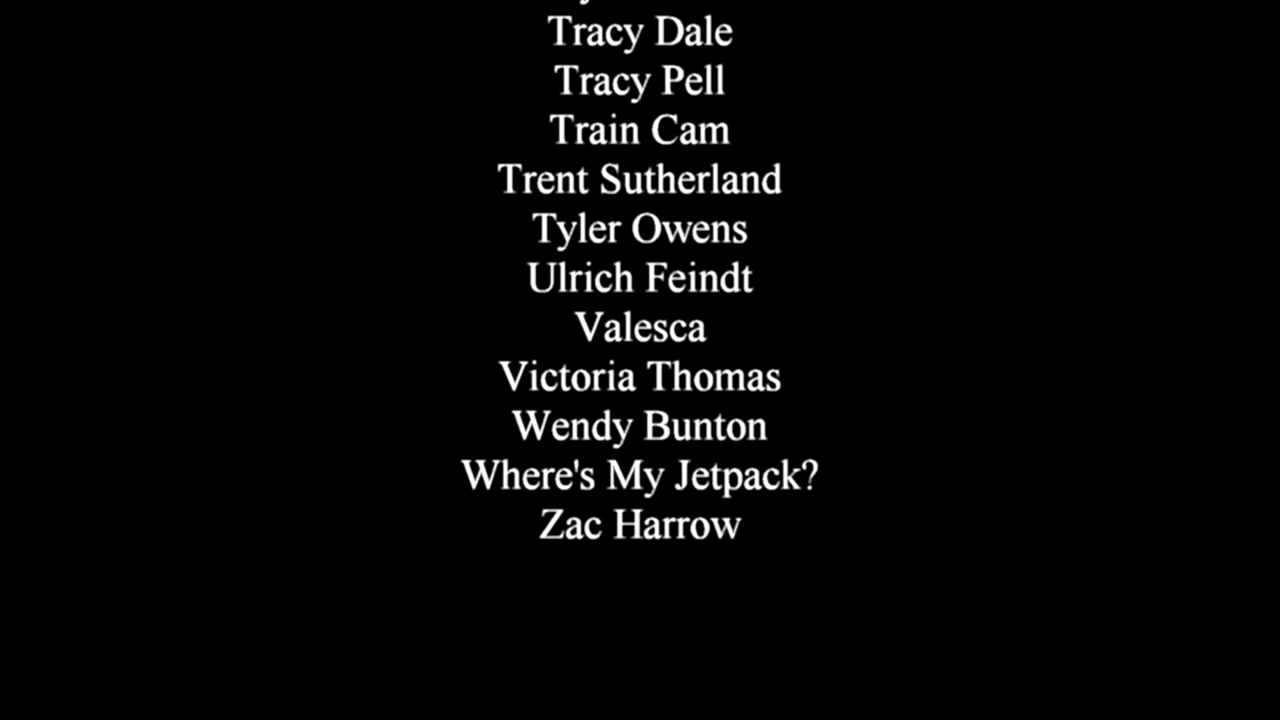 Tracy Dale
Tracy Pell
Train Cam
Trent Sutherland
Tyler Owens
Ulrich Feindt
Valesca
Victoria Thomas
Wendy Bunton
Where's My Jetpack?
Zac Harrow